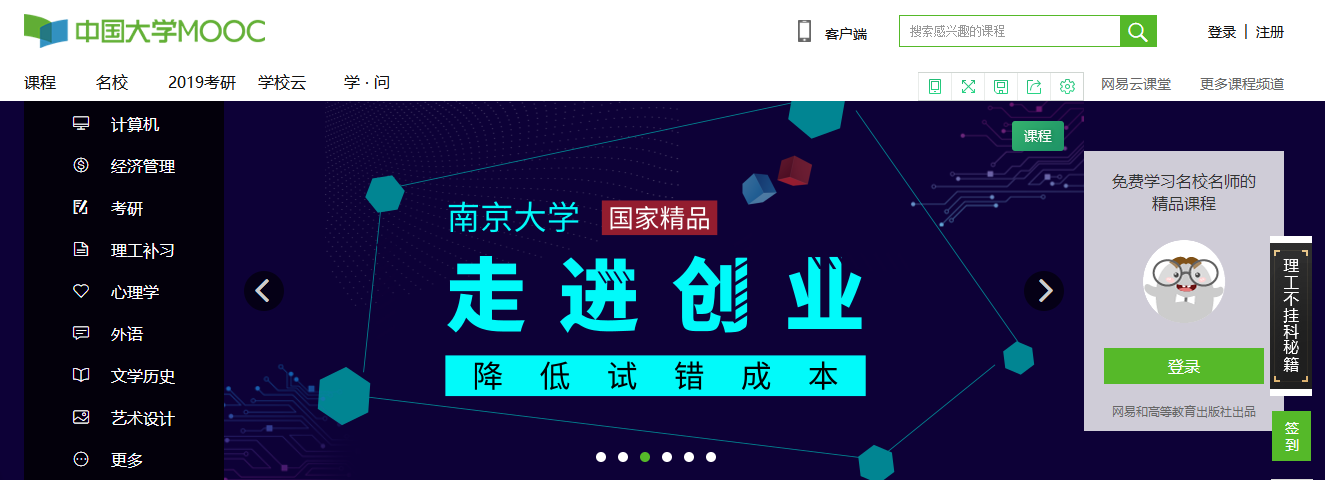 中国大学MOOC
客户端
搜索感兴趣的课程
登录 | 注册
课程 名校 2019考研 学校云 学 · 问
网易云课堂 更多课程频道
计算机
经济管理
考研
理工补习
心理学
外语
文学历史
艺术设计
更多
课程
南京大学 国家精品
走进创业
降低试错成本
免费学习名校名师的
精品课程
登录
网易和高等教育出版社出品
理工不挂科秘籍
签到